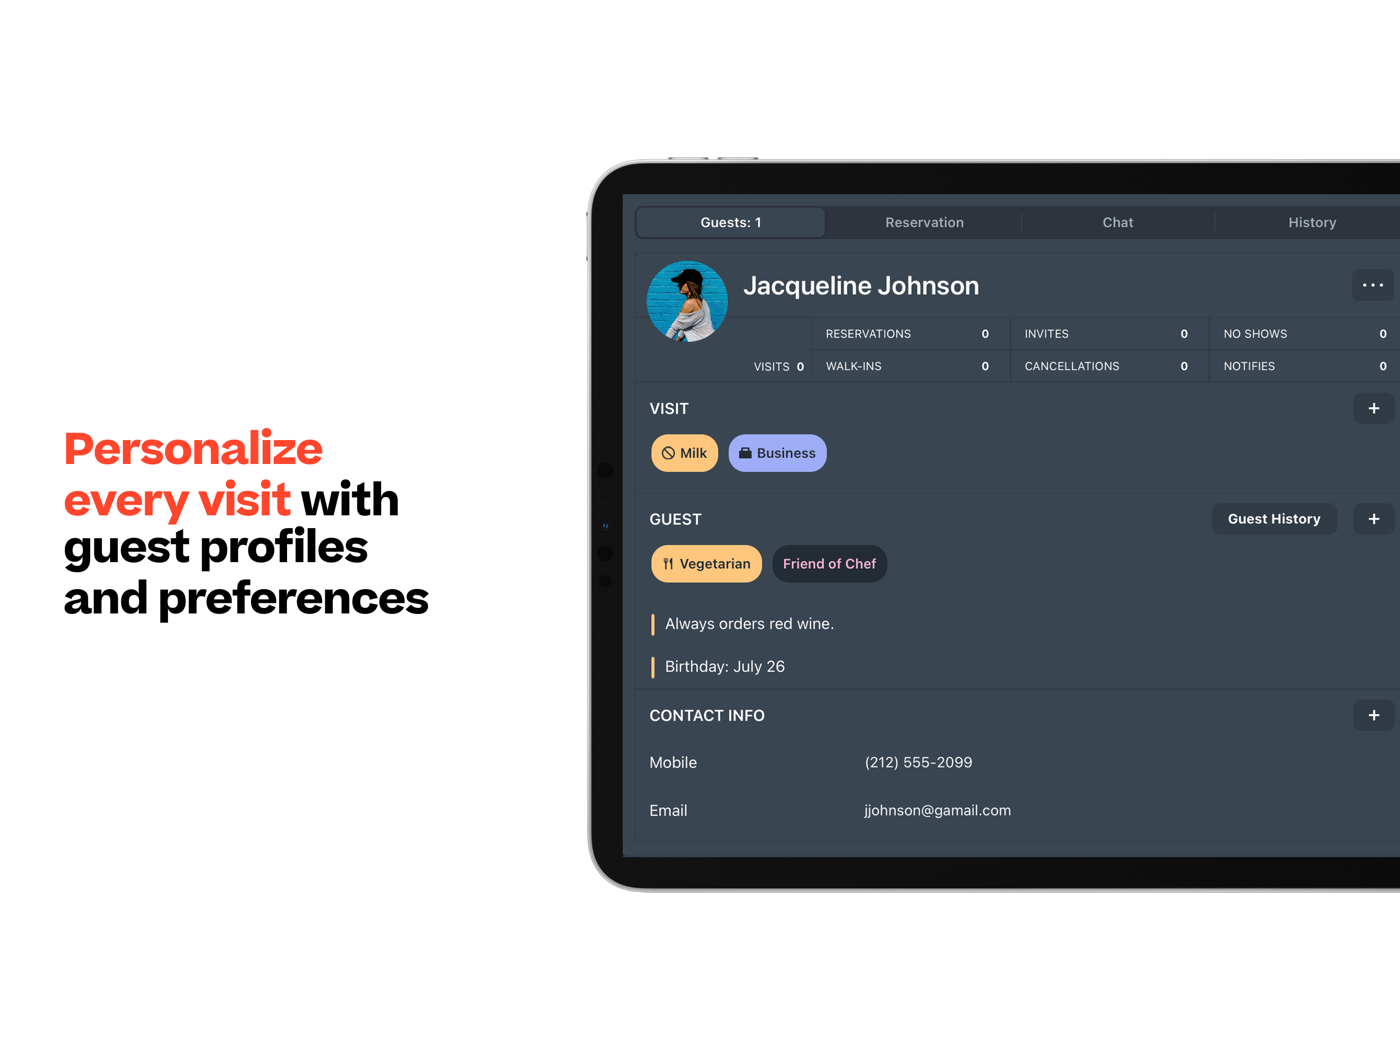 Personalize
every visit with
guest profiles
and preferences
Guests: 1
Reservation
Chat
History
Jacqueline Johnson
VISITS 0
RESERVATIONS 0
INVITES 0
NO SHOWS 0
WALK-INS 0
CANCELLATIONS 0
NOTIFIES 0
VISIT
Milk
Business
GUEST
Guest History
Vegetarian
Friend of Chef
Always orders red wine.
Birthday: July 26
CONTACT INFO
Mobile (212) 555-2099
Email jjohnson@gamail.com